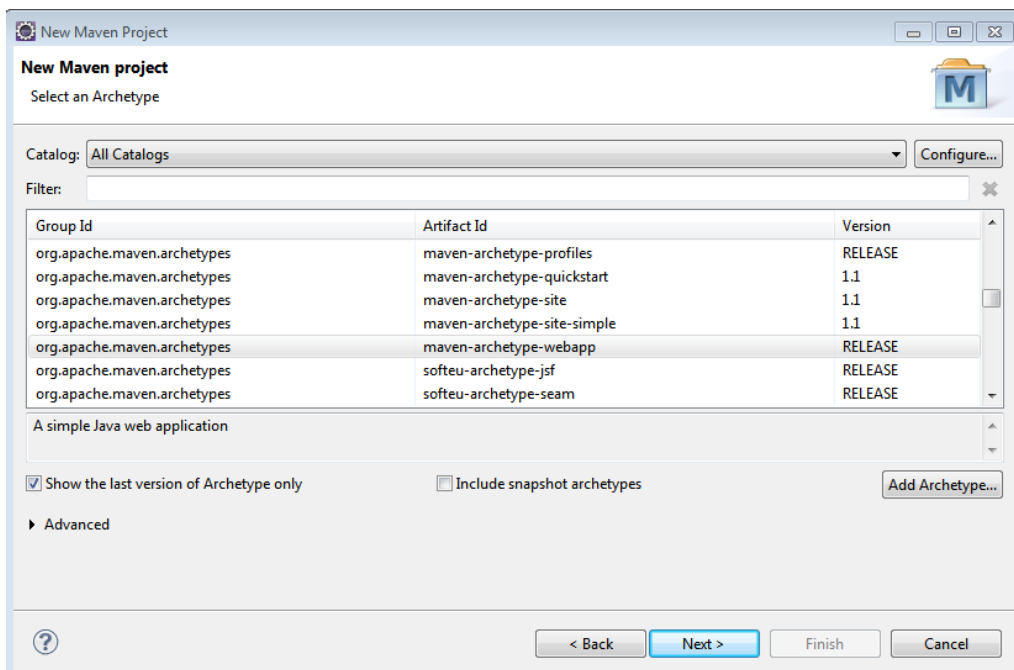 New Maven Project
New Maven project
Select an Archetype
M
Catalog: All Catalogs Configure...
Filter:
Group Id Artifact Id Version
org.apache.maven.archetypes maven-archetype-profiles RELEASE
org.apache.maven.archetypes maven-archetype-quickstart 1.1
org.apache.maven.archetypes maven-archetype-site 1.1
org.apache.maven.archetypes maven-archetype-site-simple 1.1
org.apache.maven.archetypes maven-archetype-webapp RELEASE
org.apache.maven.archetypes softeu-archetype-jsf RELEASE
org.apache.maven.archetypes softeu-archetype-seam RELEASE
A simple Java web application
Show the last version of Archetype only Include snapshot archetypes Add Archetype...
Advanced
? < Back Next > Finish Cancel